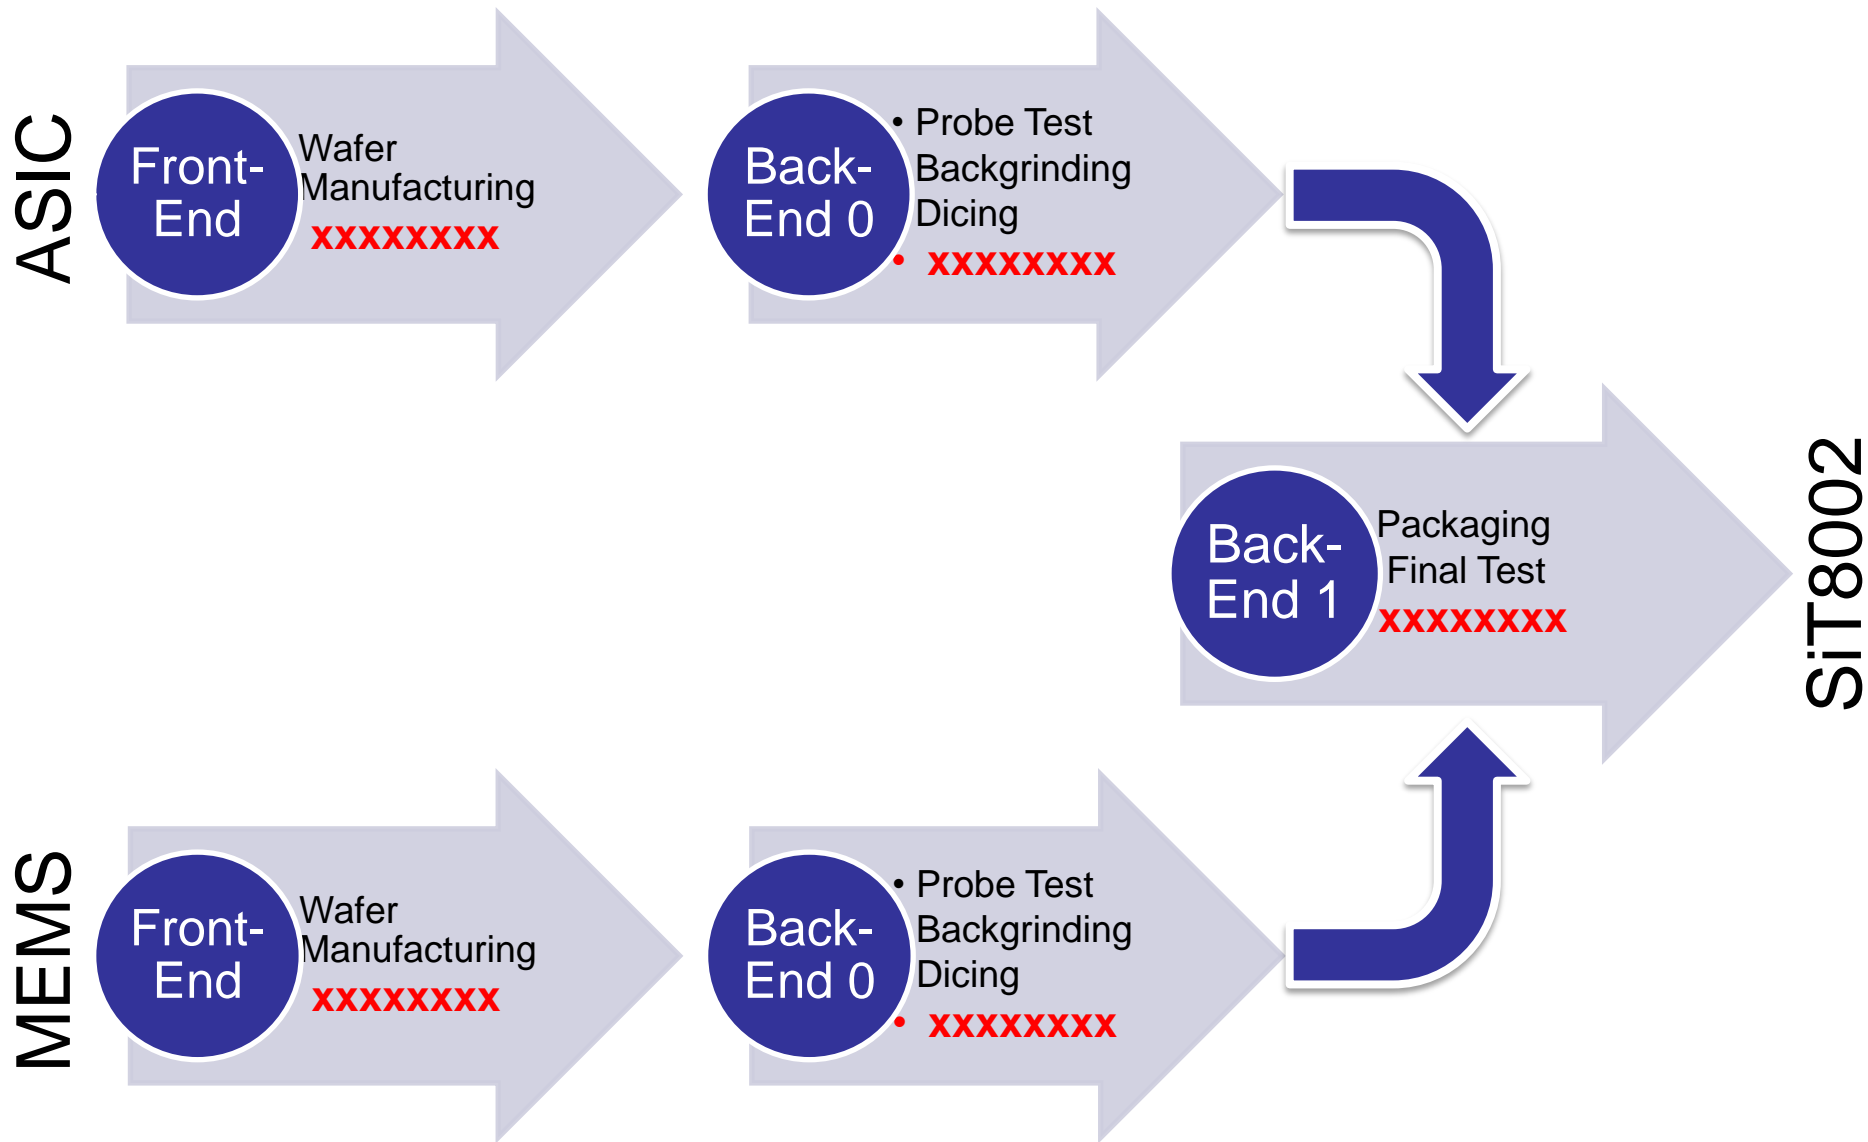 ASIC
Front-
End
Wafer
Manufacturing
xxxxxxxx
Back-
End 0
• Probe Test
Backgrinding
Dicing
• xxxxxxxx
Back-
End 1
Packaging
Final Test
xxxxxxxx
SiT8002
MEMS
Front-
End
Wafer
Manufacturing
xxxxxxxx
Back-
End 0
• Probe Test
Backgrinding
Dicing
• xxxxxxxx